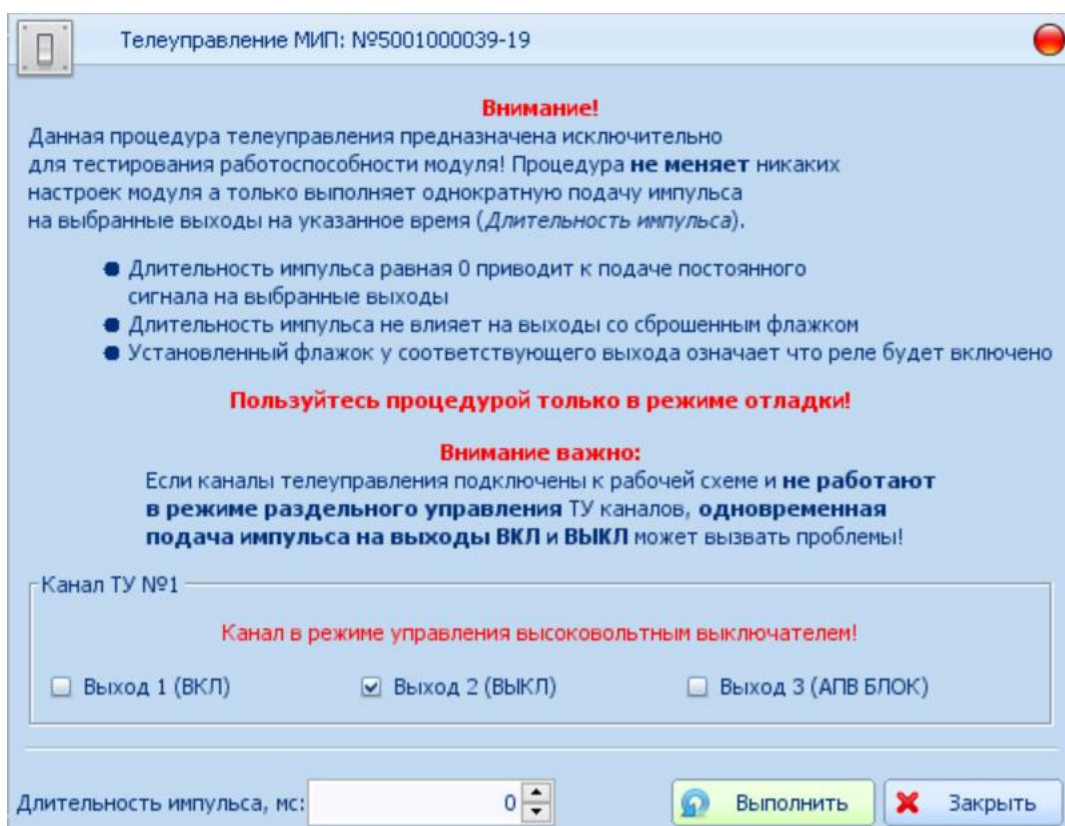 Телеуправление МИП: №5001000039-19
Внимание!
Данная процедура телеуправления предназначена исключительно
для тестирования работоспособности модуля! Процедура не меняет никаких
настроек модуля а только выполняет однократную подачу импульса
на выбранные выходы на указанное время (Длительность импульса).
Длительность импульса равная 0 приводит к подаче постоянного
сигнала на выбранные выходы
Длительность импульса не влияет на выходы со сброшенным флажком
Установленный флажок у соответствующего выхода означает что реле будет включено
Пользуйтесь процедурой только в режиме отладки!
Внимание важно:
Если каналы телеуправления подключены к рабочей схеме и не работают
в режиме раздельного управления ТУ каналов, одновременная
подача импульса на выходы ВКЛ и ВЫКЛ может вызвать проблемы!
Канал ТУ №1
Канал в режиме управления высоковольтным выключателем!
Выход 1 (ВКЛ) Выход 2 (ВЫКЛ) Выход 3 (АПВ БЛОК)
Длительность импульса, мс: 0 Выполнить Закрыть